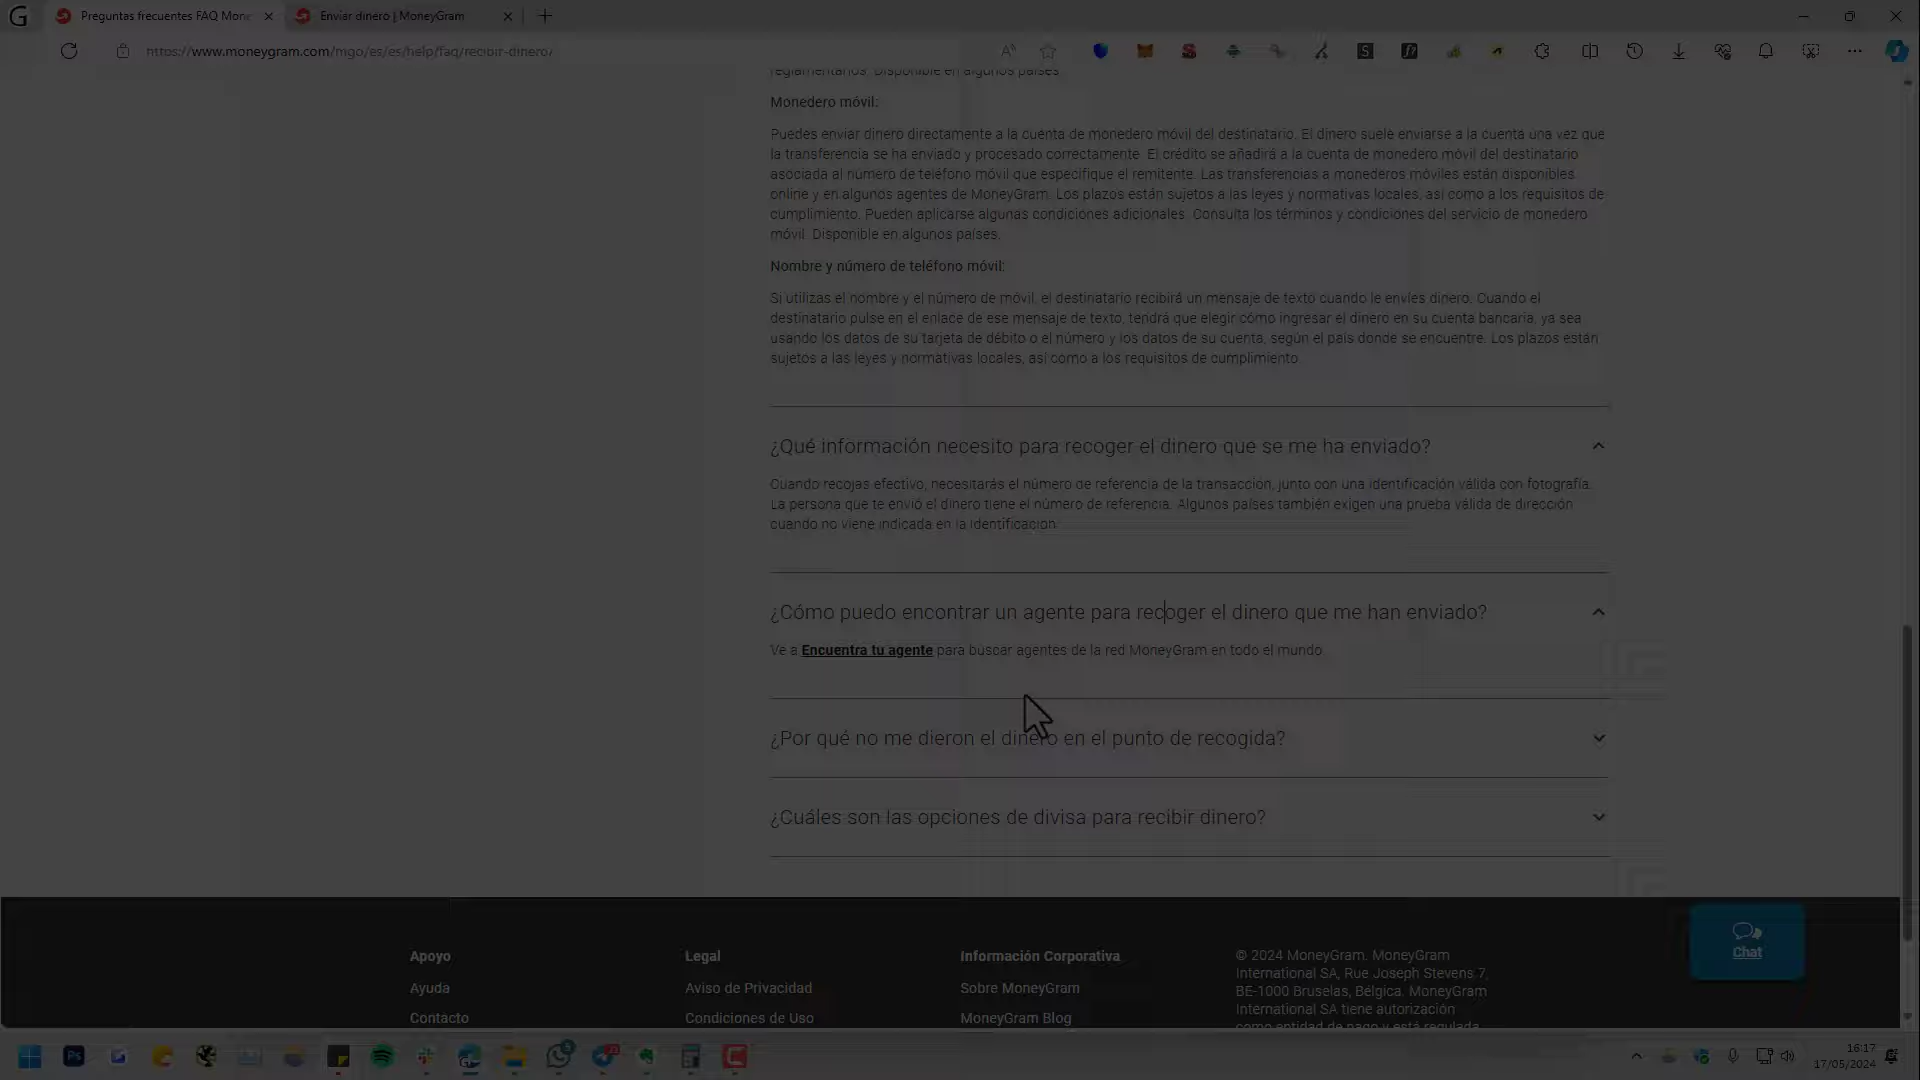 Preguntas frecuentes FAQ Mone
Enviar dinero | MoneyGram
https://www.moneygram.com/mgo/es/es/help/faq/recibir-dinero/
reglamentarios. Disponible en algunos países.
Monedero móvil:
Puedes enviar dinero directamente a la cuenta de monedero móvil del destinatario. El dinero suele enviarse a la cuenta una vez que
la transferencia se ha enviado y procesado correctamente. El crédito se añadirá a la cuenta de monedero móvil del destinatario
asociada al número de teléfono móvil que especifique el remitente. Las transferencias a monederos móviles están disponibles
online y en algunos agentes de MoneyGram. Los plazos están sujetos a las leyes y normativas locales, así como a los requisitos de
cumplimiento. Pueden aplicarse algunas condiciones adicionales. Consulta los términos y condiciones del servicio de monedero
móvil. Disponible en algunos países.
Nombre y número de teléfono móvil:
Si utilizas el nombre y el número de móvil, el destinatario recibirá un mensaje de texto cuando le envíes dinero. Cuando el
destinatario pulse en el enlace de ese mensaje de texto, tendrá que elegir cómo ingresar el dinero en su cuenta bancaria, ya sea
usando los datos de su tarjeta de débito o el número y los datos de su cuenta, según el país donde se encuentre. Los plazos están
sujetos a las leyes y normativas locales, así como a los requisitos de cumplimiento.
¿Qué información necesito para recoger el dinero que se me ha enviado?
Cuando recojas efectivo, necesitarás el número de referencia de la transacción, junto con una identificación válida con fotografía.
La persona que te envió el dinero tiene el número de referencia. Algunos países también exigen una prueba válida de dirección
cuando no viene indicada en la identificación.
¿Cómo puedo encontrar un agente para recoger el dinero que me han enviado?
Ve a Encuentra tu agente para buscar agentes de la red MoneyGram en todo el mundo.
¿Por qué no me dieron el dinero en el punto de recogida?
¿Cuáles son las opciones de divisa para recibir dinero?
Chat
Apoyo
Ayuda
Contacto
Legal
Aviso de Privacidad
Condiciones de Uso
Información Corporativa
Sobre MoneyGram
MoneyGram Blog
© 2024 MoneyGram. MoneyGram
International SA, Rue Joseph Stevens 7,
BE-1000 Bruselas, Bélgica. MoneyGram
International SA tiene autorización
como entidad de pago y está regulada
16:17
17/05/2024